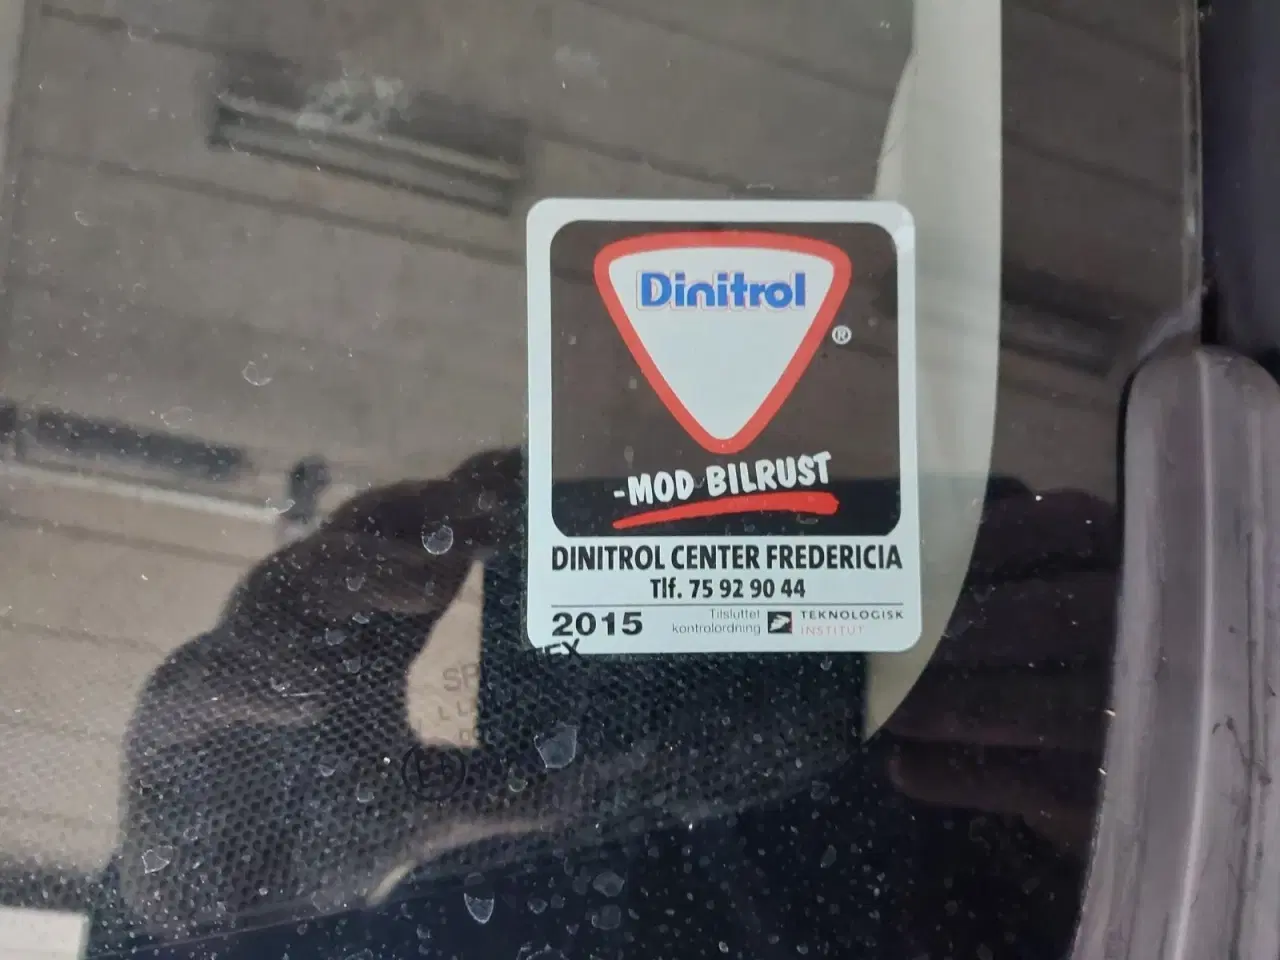 Dinitrol
®
-MOD BILRUST
DINITROL CENTER FREDERICIA
Tlf. 75 92 90 44
2015
Tilsluttet
kontrolordning
TEKNOLOGISK
INSTITUT